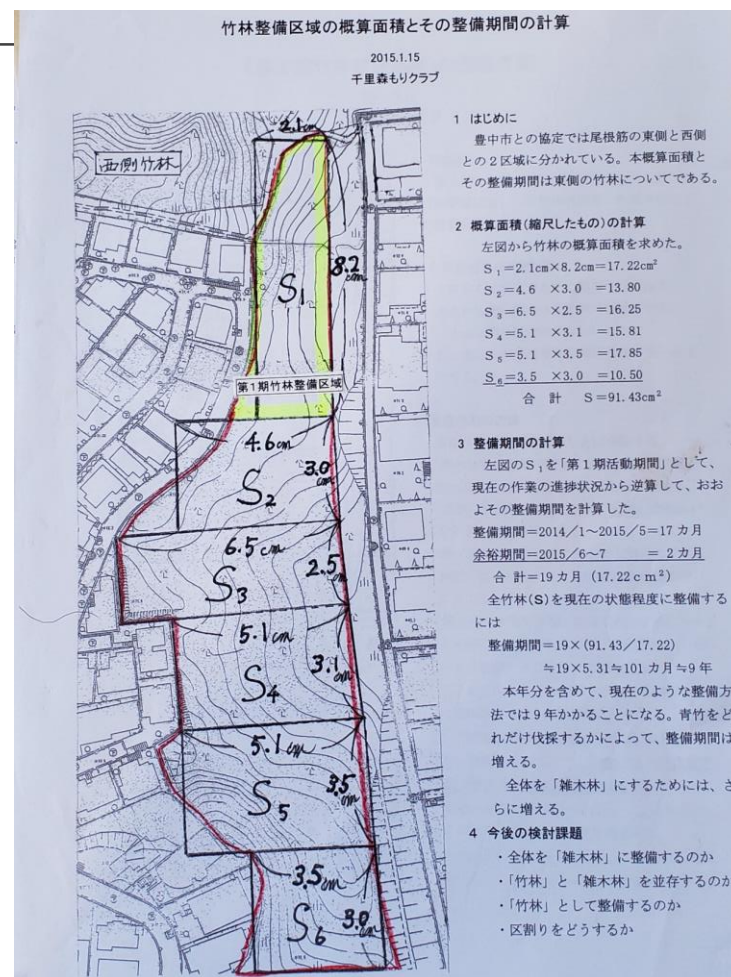 竹林整備区域の概算面積とその整備期間の計算
2015.1.15
千里森もりクラブ
西側竹林
2.1cm
8.2cm
S1
第1期竹林整備区域
4.6cm
3.0
S2
6.5cm
2.5
S3
5.1cm
3.1
S4
5.1cm
3.5
S5
3.5cm
3.0
S6
1 はじめに
豊中市との協定では尾根筋の東側と西側
との2区域に分かれている。本概算面積と
その整備期間は東側の竹林についてである。
2 概算面積(縮尺したもの)の計算
左図から竹林の概算面積を求めた。
S₁=2.1cm×8.2cm=17.22cm²
S₂=4.6 ×3.0 =13.80
S₃=6.5 ×2.5 =16.25
S₄=5.1 ×3.1 =15.81
S₅=5.1 ×3.5 =17.85
S₆=3.5 ×3.0 =10.50
合 計 S=91.43cm²
3 整備期間の計算
左図のS₁を「第1期活動期間」として、
現在の作業の進捗状況から逆算して、おお
よその整備期間を計算した。
整備期間=2014/1~2015/5=17カ月
余裕期間=2015/6~7 = 2カ月
合 計=19カ月 (17.22cm²)
全竹林(S)を現在の状態程度に整備する
には
整備期間=19×(91.43/17.22)
≒19×5.31≒101カ月≒9年
本年分を含めて、現在のような整備方
法では9年かかることになる。青竹をど
れだけ伐採するかによって、整備期間は
増える。
全体を「雑木林」にするためには、さ
らに増える。
4 今後の検討課題
・全体を「雑木林」に整備するのか
・「竹林」と「雑木林」を並存するのか
・「竹林」として整備するのか
・区割りをどうするか